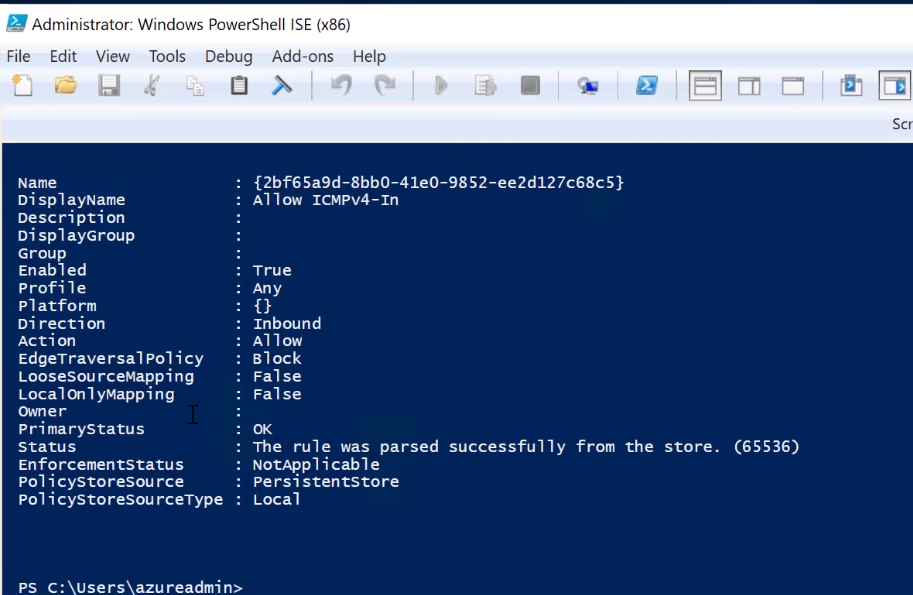 Administrator: Windows PowerShell ISE (x86)
File Edit View Tools Debug Add-ons Help
Scr
Name : {2bf65a9d-8bb0-41e0-9852-ee2d127c68c5}
DisplayName : Allow ICMPv4-In
Description :
DisplayGroup :
Group :
Enabled : True
Profile : Any
Platform : {}
Direction : Inbound
Action : Allow
EdgeTraversalPolicy : Block
LooseSourceMapping : False
LocalOnlyMapping : False
Owner :
PrimaryStatus : OK
Status : The rule was parsed successfully from the store. (65536)
EnforcementStatus : NotApplicable
PolicyStoreSource : PersistentStore
PolicyStoreSourceType : Local
PS C:\Users\azureadmin>